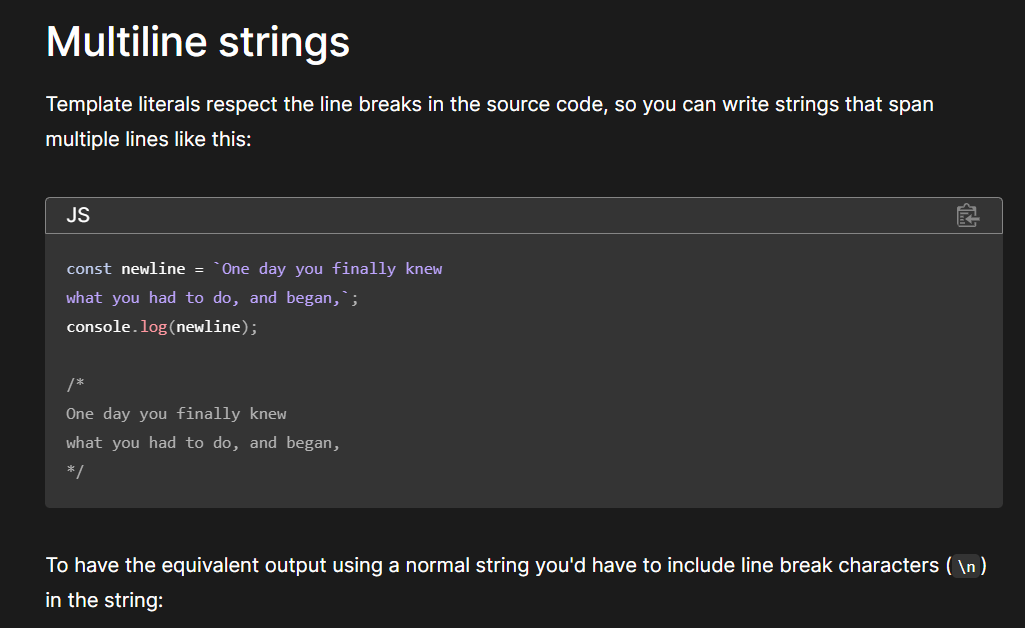 Multiline strings
Template literals respect the line breaks in the source code, so you can write strings that span
multiple lines like this:
JS
const newline = `One day you finally knew
what you had to do, and began,`;
console.log(newline);
/*
One day you finally knew
what you had to do, and began,
*/
To have the equivalent output using a normal string you'd have to include line break characters (\n)
in the string: